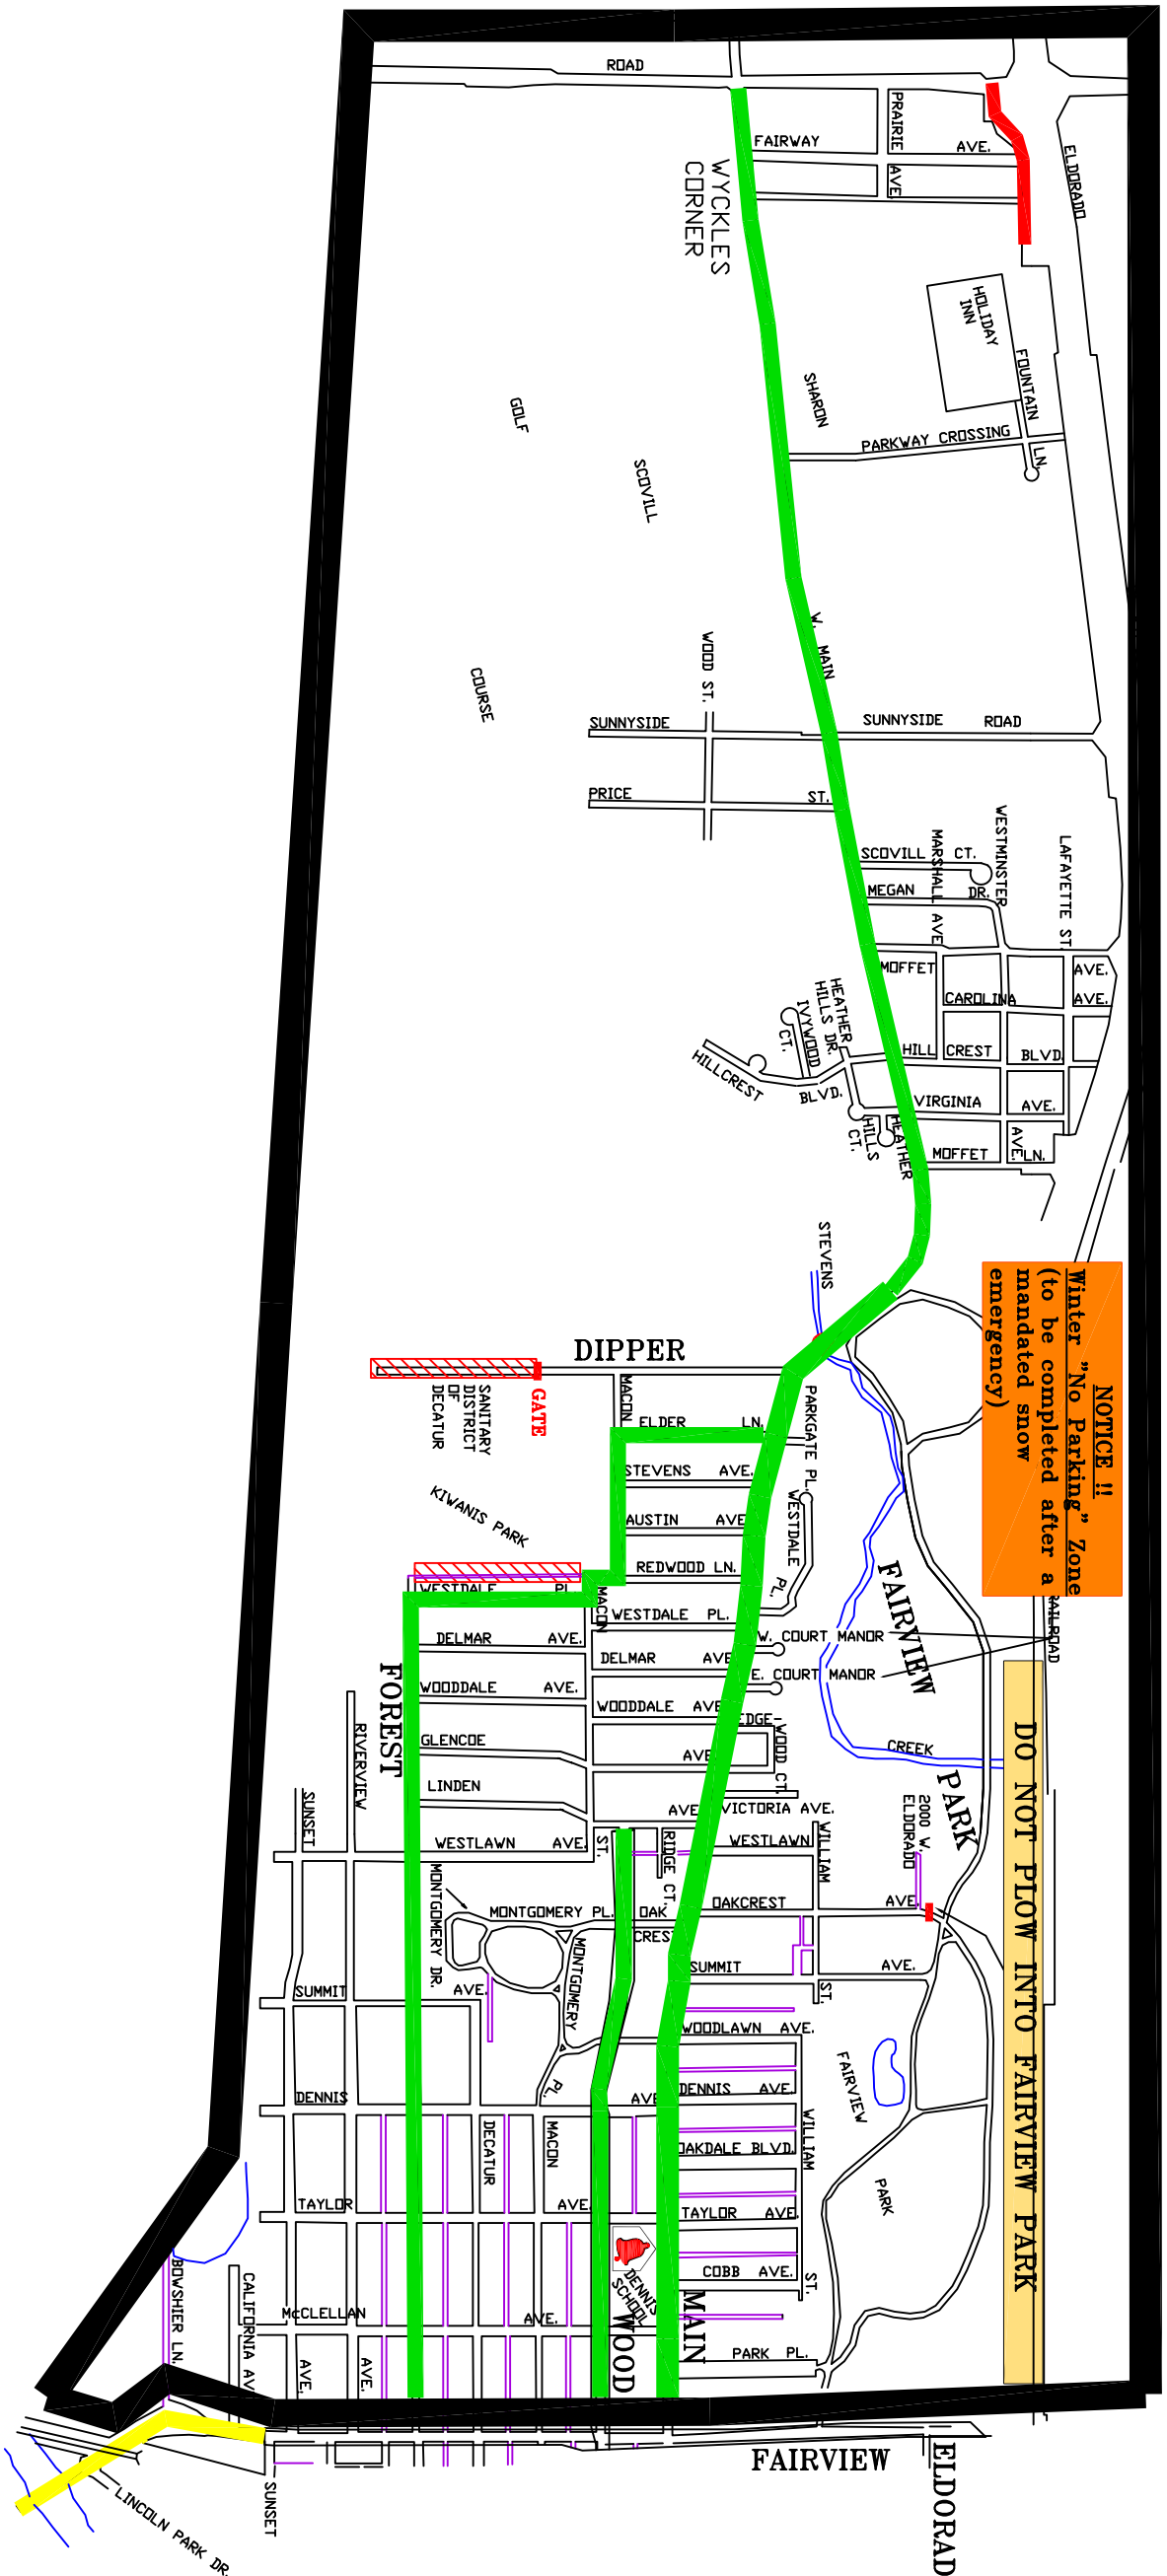 ROAD
PRAIRIE
AVE.
FAIRWAY
AVE.
ELDORADO
WYCKLES
CORNER
HOLIDAY
INN
FOUNTAIN
LN.
PARKWAY CROSSING
SHARON
GOLF
SCOVILL
COURSE
W. MAIN
WOOD ST.
SUNNYSIDE
SUNNYSIDE ROAD
PRICE
ST.
SCOVILL CT.
MEGAN DR.
MARSHALL AVE
WESTMINSTER
LAFAYETTE ST.
MOFFET
AVE.
CAROLINA
AVE.
HEATHER
HILLS DR.
IVYWOOD
CT.
HILLCREST
BLVD.
HILL CREST BLVD
VIRGINIA AVE.
HEATHER
HILLS
CT.
AVE.
MOFFET LN.
STEVENS
NOTICE !!
Winter "No Parking" Zone
(to be completed after a
mandated snow
emergency)
DIPPER
GATE
SANITARY
DISTRICT
OF
DECATUR
MACON
ELDER LN.
PARKGATE PL.
STEVENS AVE.
WESTDALE
PL.
AUSTIN AVE
KIWANIS PARK
REDWOOD LN.
WESTDALE PL.
MACON
WESTDALE PL.
FAIRVIEW
PARK
RAILROAD
W. COURT MANOR
E. COURT MANOR
DELMAR AVE.
DELMAR AVE
FOREST
WOODDALE AVE.
WOODDALE AVE
EDGE-
WOOD CT.
GLENCOE
AVE
CREEK
DO NOT PLOW INTO FAIRVIEW PARK
RIVERVIEW
LINDEN
AVE
VICTORIA AVE.
SUNSET
WESTLAWN AVE.
ST.
RIDGE CT.
WESTLAWN
WILLIAM
2000 W.
ELDORADO
MONTGOMERY DR.
MONTGOMERY PL.
OAK
CREST
OAKCREST
AVE.
MONTGOMERY
PL.
SUMMIT AVE.
SUMMIT AVE.
ST.
WOODLAWN AVE.
FAIRVIEW
PARK
DENNIS AVE
DENNIS AVE.
DECATUR
MACON
OAKDALE BLVD.
WILLIAM
TAYLOR AVE.
TAYLOR AVE.
DENNIS
SCHOOL
COBB AVE.
ST.
BOWSHIER LN.
CALIFORNIA AV
McCLELLAN AVE.
AVE.
AVE.
WOOD
MAIN
PARK PL.
FAIRVIEW
ELDORAD
SUNSET
LINCOLN PARK DR.